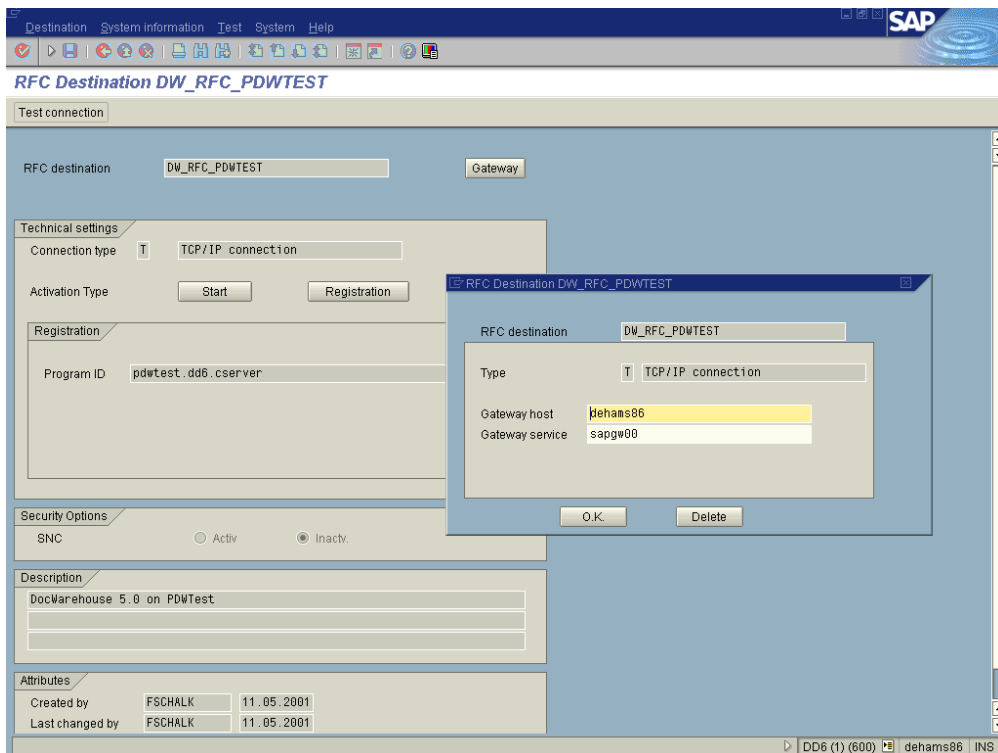 Destination System information Test System Help
SAP
RFC Destination DW_RFC_PDWTEST
Test connection
RFC destination DW_RFC_PDWTEST Gateway
Technical settings
Connection type T TCP/IP connection
Activation Type Start Registration
Registration
Program ID pdwtest.dd6.cserver
RFC Destination DW_RFC_PDWTEST
RFC destination DW_RFC_PDWTEST
Type T TCP/IP connection
Gateway host dehams86
Gateway service sapgw00
O.K. Delete
Security Options
SNC Activ Inactv.
Description
DocWarehouse 5.0 on PDWTest
Attributes
Created by FSCHALK 11.05.2001
Last changed by FSCHALK 11.05.2001
DD6 (1) (600) dehams86 INS